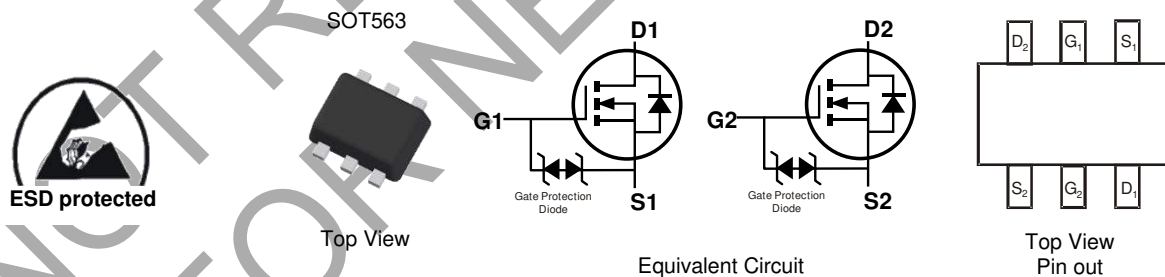 SOT563
D1
D2
D₂ G₁ S₁
G1
G2
ESD protected
Gate Protection
Diode
S1
Gate Protection
Diode
S2
S₂ G₂ D₁
Top View
Equivalent Circuit
Top View
Pin out